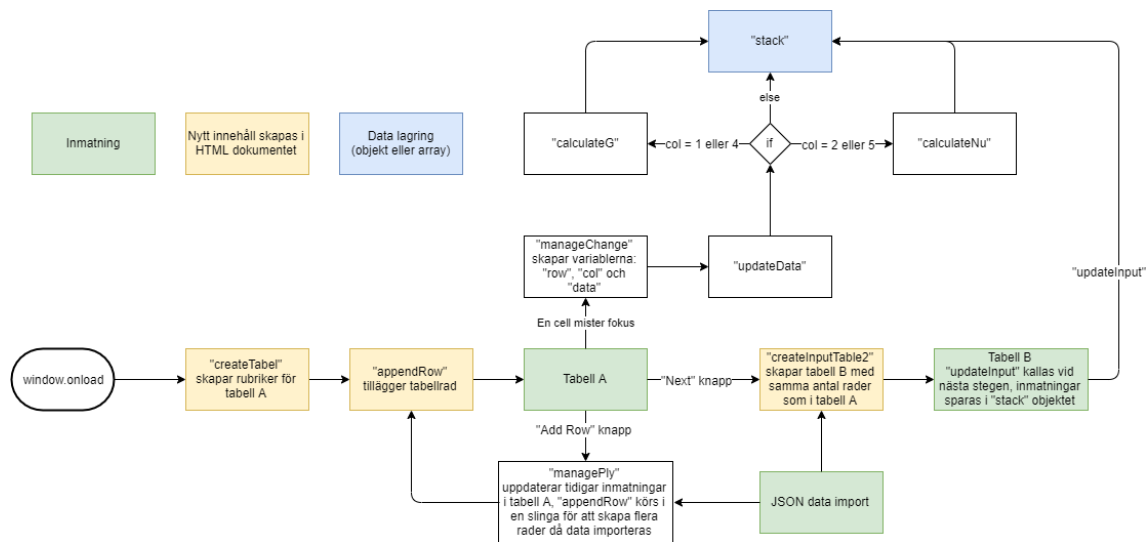 "stack"
else
Inmatning
Nytt innehåll skapas i
HTML dokumentet
Data lagring
(objekt eller array)
"calculateG"
col = 1 eller 4
if
col = 2 eller 5
"calculateNu"
"manageChange"
skapar variablerna:
"row", "col" och
"data"
"updateData"
"updateInput"
En cell mister fokus
window.onload
"createTabel"
skapar rubriker för
tabell A
"appendRow"
tillägger tabellrad
Tabell A
"Next" knapp
"createInputTable2"
skapar tabell B med
samma antal rader
som i tabell A
Tabell B
"updateInput" kallas vid
nästa stegen, inmatningar
sparas i "stack" objektet
"Add Row" knapp
"managePly"
uppdaterar tidigar inmatningar
i tabell A, "appendRow" körs i
en slinga för att skapa flera
rader då data importeras
JSON data import